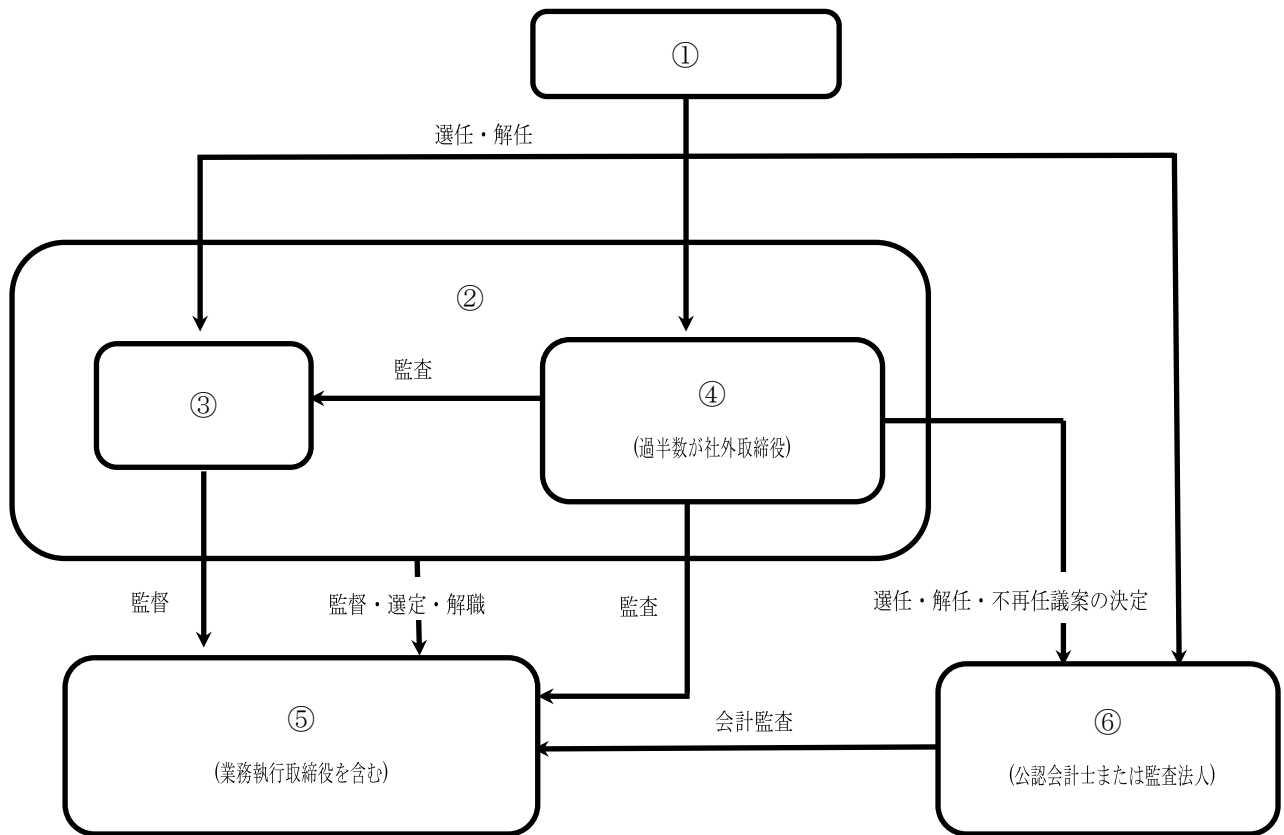 ①
選任・解任
②
監査
③
④
(過半数が社外取締役)
監督
監督・選定・解職
監査
選任・解任・不再任議案の決定
⑤
(業務執行取締役を含む)
会計監査
⑥
(公認会計士または監査法人)